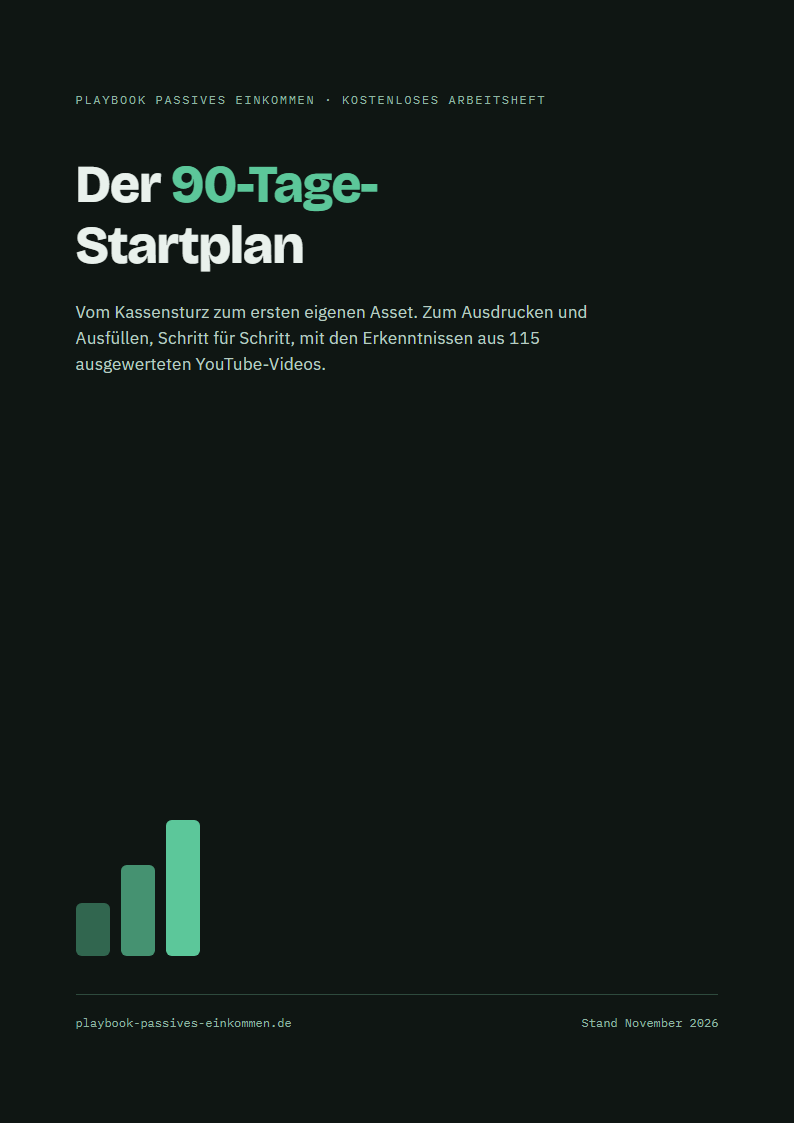 PLAYBOOK PASSIVES EINKOMMEN · KOSTENLOSES ARBEITSHEFT
Der 90-Tage-
Startplan
Vom Kassensturz zum ersten eigenen Asset. Zum Ausdrucken und
Ausfüllen, Schritt für Schritt, mit den Erkenntnissen aus 115
ausgewerteten YouTube-Videos.
playbook-passives-einkommen.de
Stand November 2026